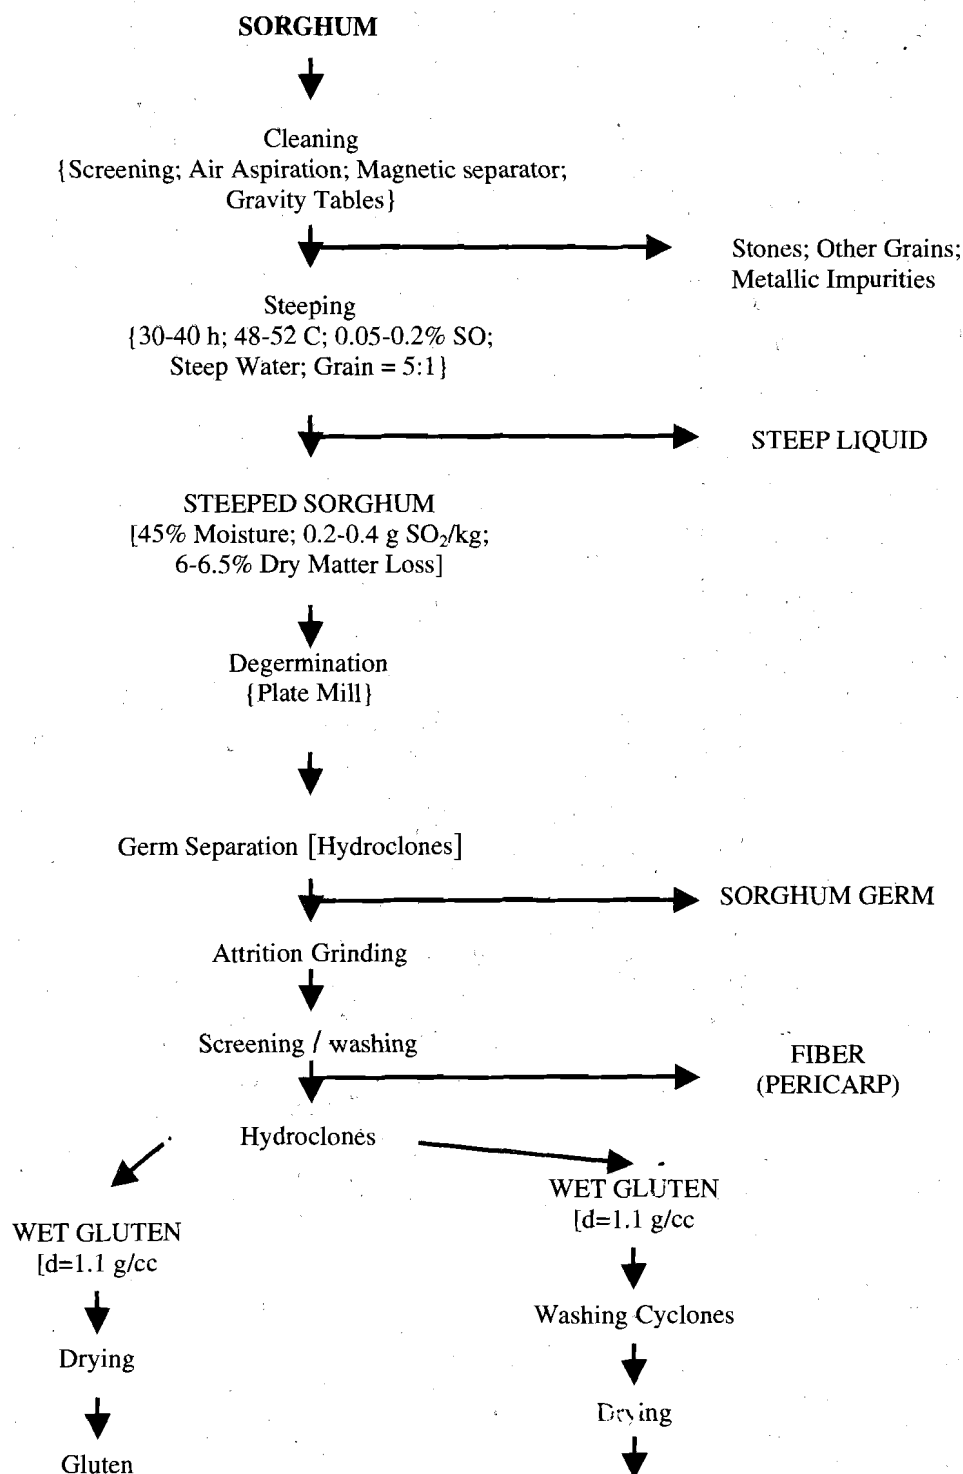 SORGHUM
Cleaning
{Screening; Air Aspiration; Magnetic separator;
Gravity Tables}
Stones; Other Grains;
Metallic Impurities
Steeping
{30-40 h; 48-52 C; 0.05-0.2% SO;
Steep Water; Grain = 5:1}
STEEP LIQUID
STEEPED SORGHUM
[45% Moisture; 0.2-0.4 g SO₂/kg;
6-6.5% Dry Matter Loss]
Degermination
{Plate Mill}
Germ Separation [Hydroclones]
SORGHUM GERM
Attrition Grinding
Screening / washing
FIBER
(PERICARP)
Hydroclones
WET GLUTEN
[d=1.1 g/cc
Drying
Gluten
WET GLUTEN
[d=1.1 g/cc
Washing Cyclones
Drying